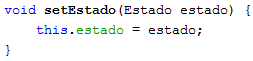 void setEstado(Estado estado) {
    this.estado = estado;
}